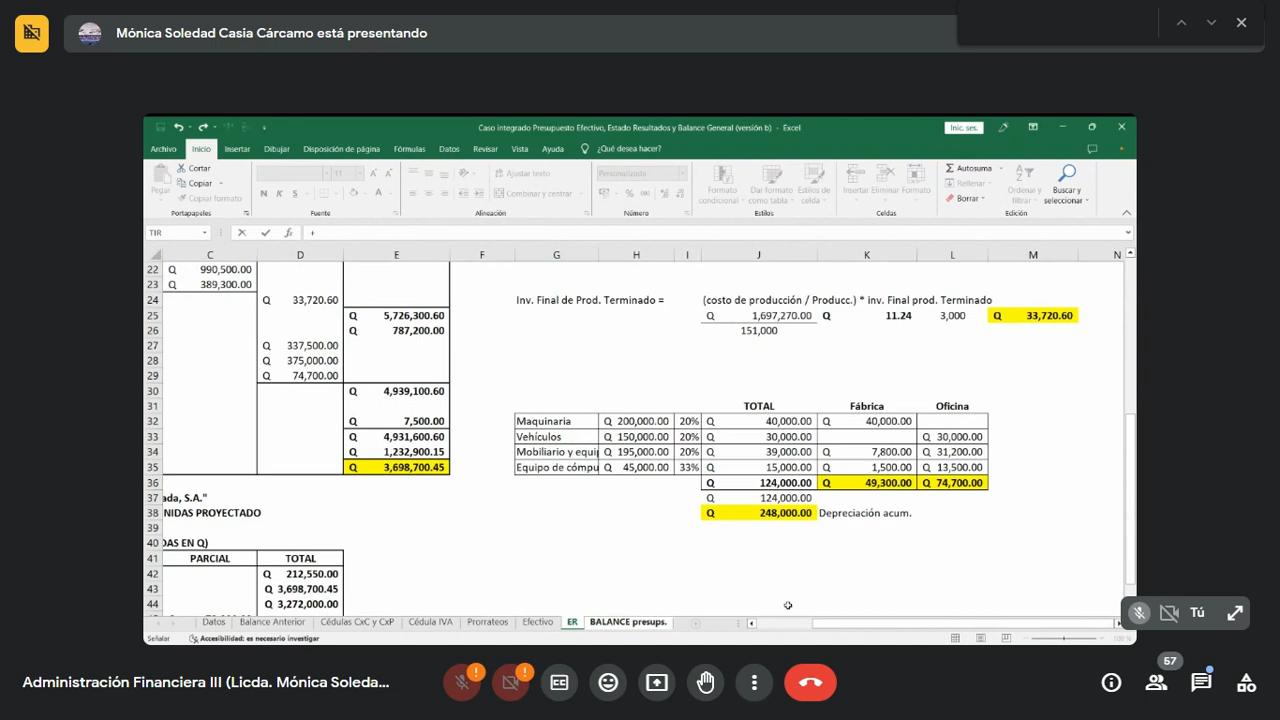 Mónica Soledad Casia Cárcamo está presentando
Caso integrado Presupuesto Efectivo, Estado Resultados y Balance General (versión b) - Excel
Inic. ses.
Archivo Inicio Insertar Dibujar Disposición de página Fórmulas Datos Revisar Vista Ayuda ¿Qué desea hacer?
Pegar
Cortar
Copiar
Copiar formato
Portapapeles
11
N K S
Fuente
Ajustar texto
Combinar y centrar
Alineación
Personalizada
Número
Formato condicional
Dar formato como tabla
Estilos de celda
Estilos
Insertar Eliminar Formato
Celdas
Autosuma
Rellenar
Borrar
Ordenar y filtrar
Buscar y seleccionar
Edición
TIR +
C D E F G H I J K L M N
22 Q 990,500.00
23 Q 389,300.00
24 Q 33,720.60 Inv. Final de Prod. Terminado = (costo de producción / Producc.) * inv. Final prod. Terminado
25 Q 5,726,300.60 Q 1,697,270.00 Q 11.24 3,000 Q 33,720.60
26 Q 787,200.00 151,000
27 Q 337,500.00
28 Q 375,000.00
29 Q 74,700.00
30 Q 4,939,100.60
31 TOTAL Fábrica Oficina
32 Q 7,500.00 Maquinaria Q 200,000.00 20% Q 40,000.00 Q 40,000.00
33 Q 4,931,600.60 Vehículos Q 150,000.00 20% Q 30,000.00 Q 30,000.00
34 Q 1,232,900.15 Mobiliario y equip Q 195,000.00 20% Q 39,000.00 Q 7,800.00 Q 31,200.00
35 Q 3,698,700.45 Equipo de cómpu Q 45,000.00 33% Q 15,000.00 Q 1,500.00 Q 13,500.00
36 Q 124,000.00 Q 49,300.00 Q 74,700.00
37 ada, S.A." Q 124,000.00
38 NIDAS PROYECTADO Q 248,000.00 Depreciación acum.
39
40 DAS EN Q)
41 PARCIAL TOTAL
42 Q 212,550.00
43 Q 3,698,700.45
44 Q 3,272,000.00
Datos Balance Anterior Cédulas CxC y CxP Cédula IVA Prorrateos Efectivo ER BALANCE presups.
Señalar Accesibilidad: es necesario investigar
Tú
Administración Financiera III (Licda. Mónica Soleda...
57